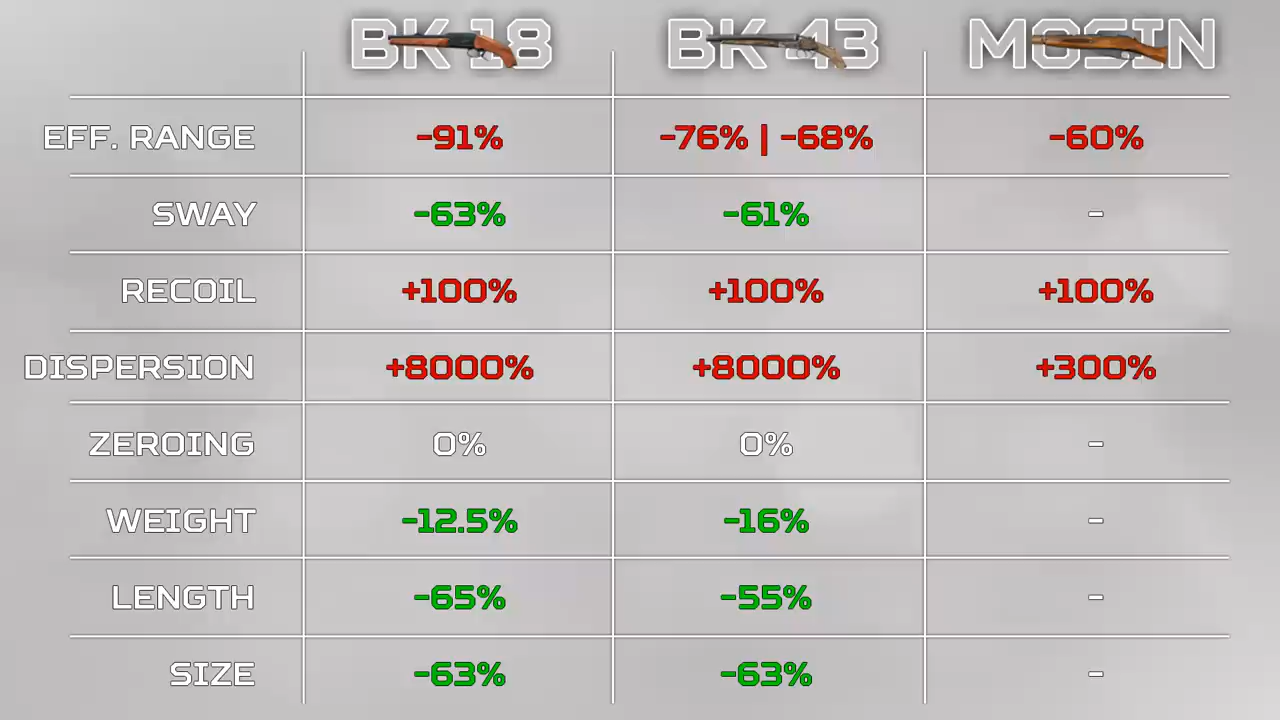 BK-18 BK-43 MOSIN
EFF. RANGE -91% -76% | -68% -60%
SWAY -63% -61% -
RECOIL +100% +100% +100%
DISPERSION +8000% +8000% +300%
ZEROING 0% 0% -
WEIGHT -12.5% -16% -
LENGTH -65% -55% -
SIZE -63% -63% -